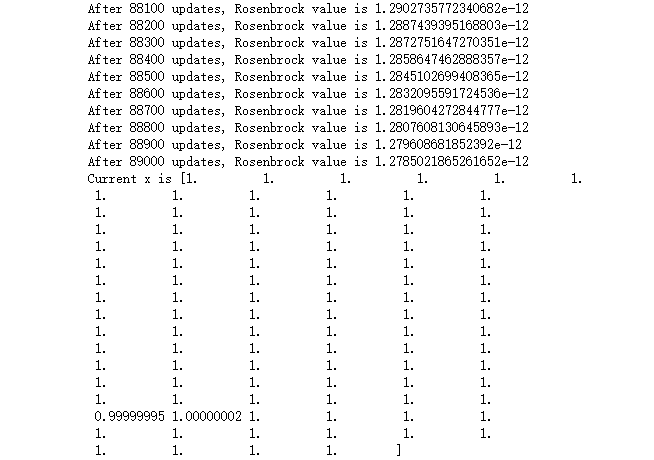 After 88100 updates, Rosenbrock value is 1.2902735772340682e-12
After 88200 updates, Rosenbrock value is 1.2887439395168803e-12
After 88300 updates, Rosenbrock value is 1.2872751647270351e-12
After 88400 updates, Rosenbrock value is 1.2858647462888357e-12
After 88500 updates, Rosenbrock value is 1.2845102699408365e-12
After 88600 updates, Rosenbrock value is 1.2832095591724536e-12
After 88700 updates, Rosenbrock value is 1.2819604272844777e-12
After 88800 updates, Rosenbrock value is 1.2807608130645893e-12
After 88900 updates, Rosenbrock value is 1.279608681852392e-12
After 89000 updates, Rosenbrock value is 1.2785021865261652e-12
Current x is [1. 1. 1. 1. 1. 1.
1. 1. 1. 1. 1. 1.
1. 1. 1. 1. 1. 1.
1. 1. 1. 1. 1. 1.
1. 1. 1. 1. 1. 1.
1. 1. 1. 1. 1. 1.
1. 1. 1. 1. 1. 1.
1. 1. 1. 1. 1. 1.
1. 1. 1. 1. 1. 1.
1. 1. 1. 1. 1. 1.
1. 1. 1. 1. 1. 1.
1. 1. 1. 1. 1. 1.
1. 1. 1. 1. 1. 1.
1. 1. 1. 1. 1. 1.
0.99999995 1.00000002 1. 1. 1. 1.
1. 1. 1. 1. 1. 1.
1. 1. 1. 1. ]